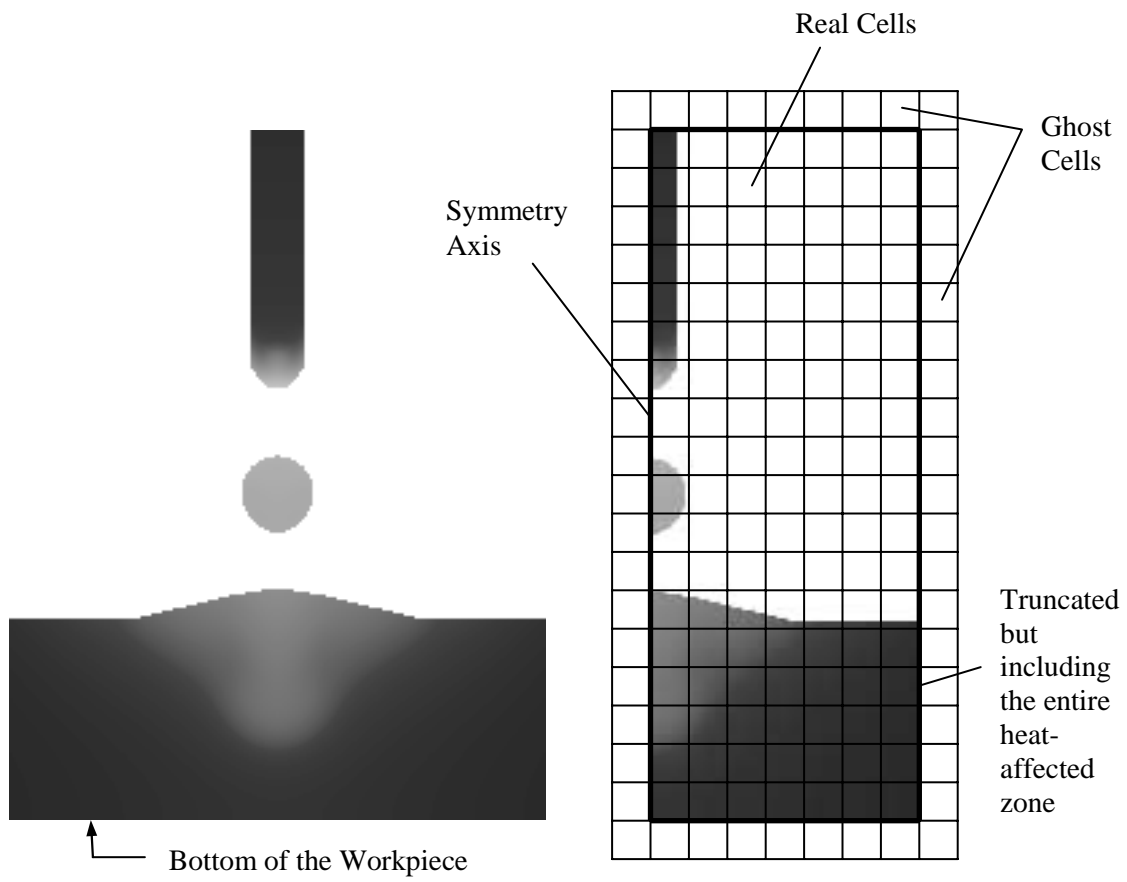 Real Cells
Ghost
Cells
Symmetry
Axis
Truncated
but
including
the entire
heat-
affected
zone
Bottom of the Workpiece